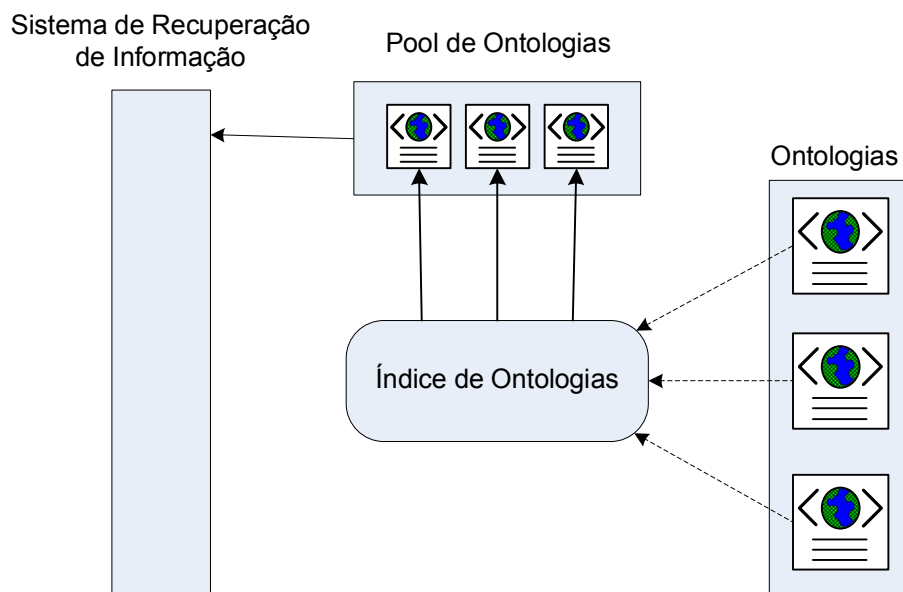 Sistema de Recuperação
de Informação
Pool de Ontologias
Ontologias
Índice de Ontologias